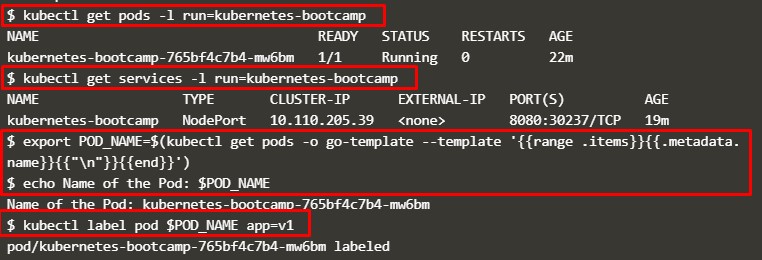 $ kubectl get pods -l run=kubernetes-bootcamp
NAME READY STATUS RESTARTS AGE
kubernetes-bootcamp-765bf4c7b4-mw6bm 1/1 Running 0 22m
$ kubectl get services -l run=kubernetes-bootcamp
NAME TYPE CLUSTER-IP EXTERNAL-IP PORT(S) AGE
kubernetes-bootcamp NodePort 10.110.205.39 <none> 8080:30237/TCP 19m
$ export POD_NAME=$(kubectl get pods -o go-template --template '{{range .items}}{{.metadata.
name}}{{"\n"}}{{end}}')
$ echo Name of the Pod: $POD_NAME
Name of the Pod: kubernetes-bootcamp-765bf4c7b4-mw6bm
$ kubectl label pod $POD_NAME app=v1
pod/kubernetes-bootcamp-765bf4c7b4-mw6bm labeled